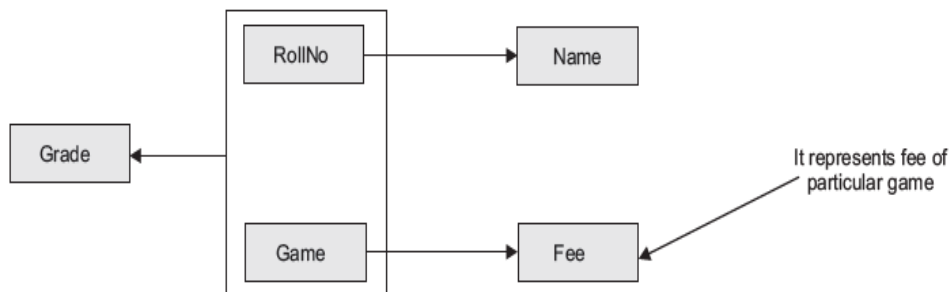 RollNo
Name
Grade
It represents fee of
particular game
Game
Fee